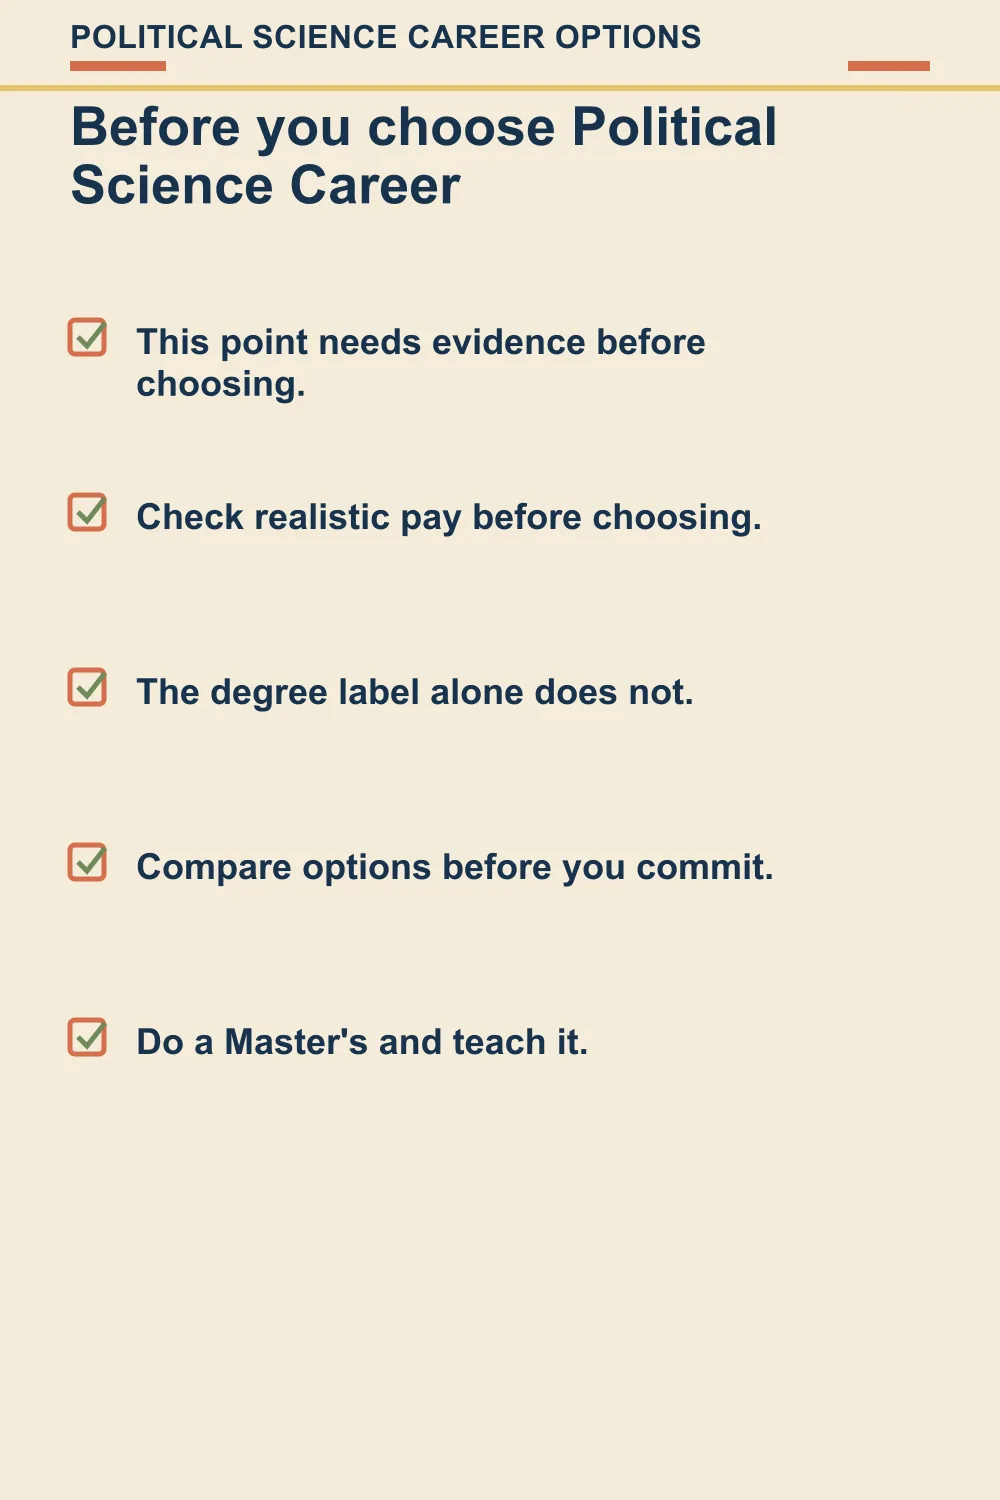 POLITICAL SCIENCE CAREER OPTIONS
Before you choose Political
Science Career
This point needs evidence before
choosing.
Check realistic pay before choosing.
The degree label alone does not.
Compare options before you commit.
Do a Master's and teach it.